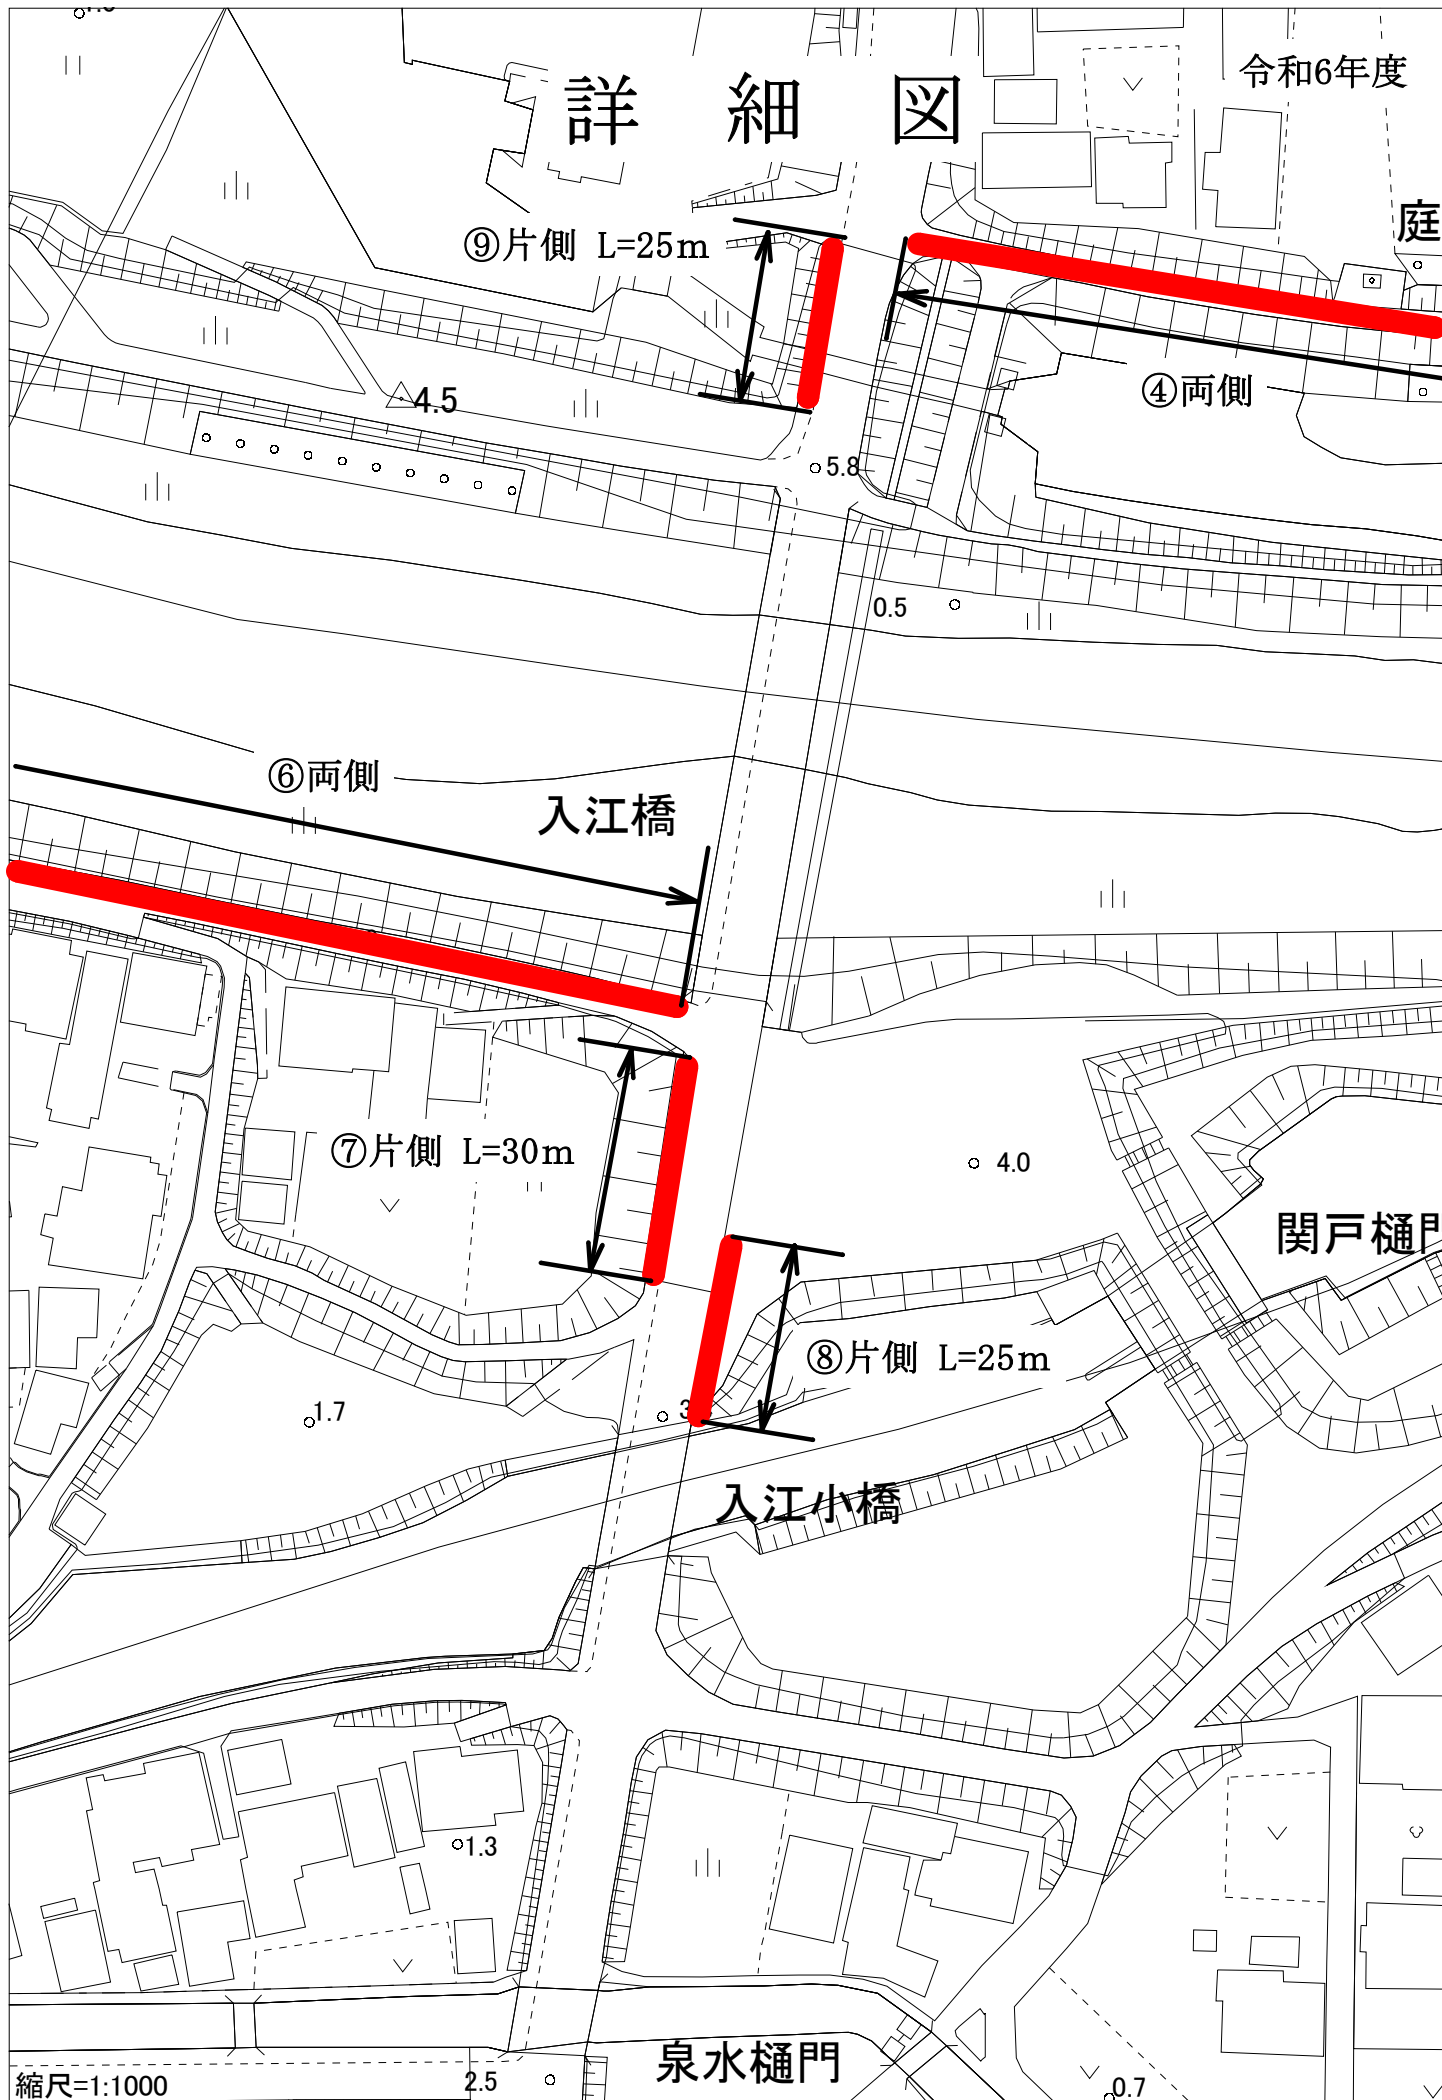 詳細図
令和6年度
庭
⑨片側 L=25m
④両側
4.5
5.8
0.5
⑥両側
入江橋
⑦片側 L=30m
4.0
関戸樋門
⑧片側 L=25m
1.7
入江小橋
1.3
泉水樋門
縮尺=1:1000
2.5
0.7